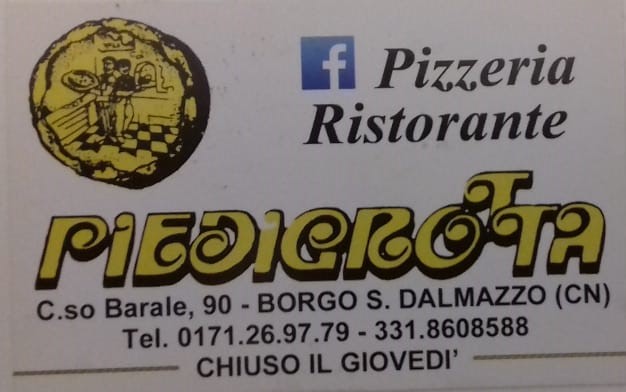 f Pizzeria
Ristorante
PIEDIGROTTA
C.so Barale, 90 - BORGO S. DALMAZZO (CN)
Tel. 0171.26.97.79 - 331.8608588
CHIUSO IL GIOVEDI'